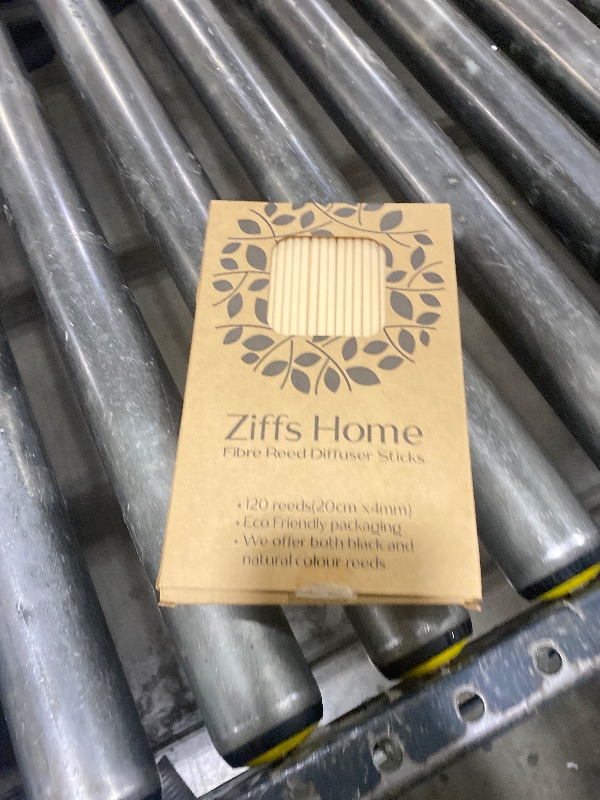 Ziffs Home
Fibre Reed Diffuser Sticks
• 120 reeds(20cm x4mm)
• Eco Friendly packaging
• We offer both black and
natural colour reeds